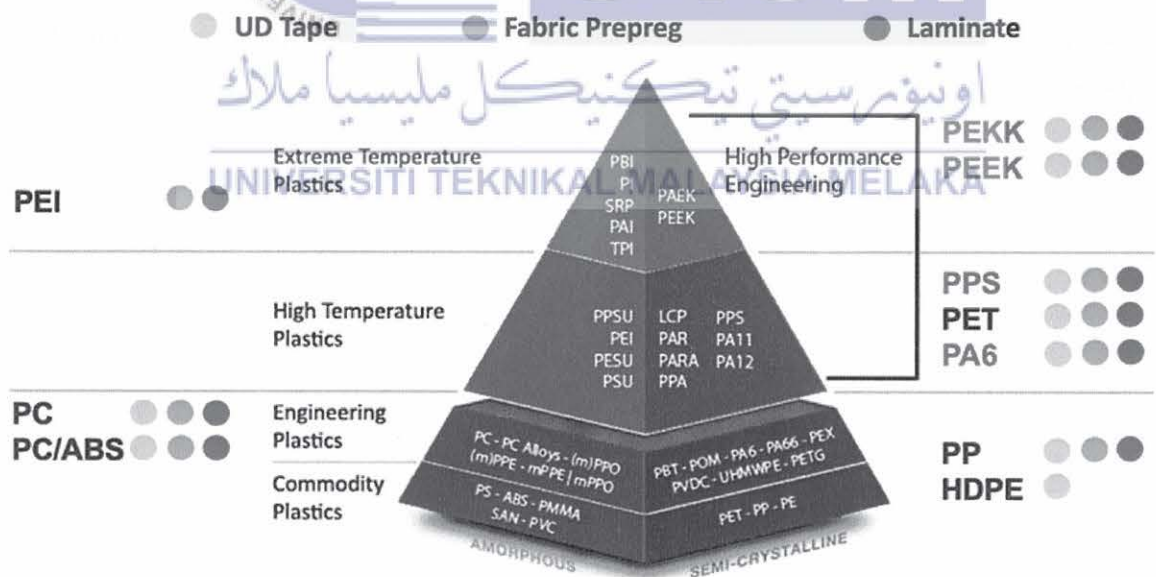 UD Tape
Fabric Prepreg
Laminate
اونيۏرسيتي تيكنيكل مليسيا ملاك
UNIVERSITI TEKNIKAL MALAYSIA MELAKA
PEI
PC
PC/ABS
Extreme Temperature
Plastics
High Temperature
Plastics
Engineering
Plastics
Commodity
Plastics
PBI
PI
SRP
PAI
TPI
PAEK
PEEK
PPSU
PEI
PESU
PSU
LCP
PAR
PARA
PPA
PPS
PA11
PA12
PC - PC Alloys - (m)PPO
(m)PPE - mPPE | mPPO
PBT - POM - PA6 - PA66 - PEX
PVDC - UHMWPE - PETG
PS - ABS - PMMA
SAN - PVC
PET - PP - PE
AMORPHOUS
SEMI-CRYSTALLINE
High Performance
Engineering
PEKK
PEEK
PPS
PET
PA6
PP
HDPE